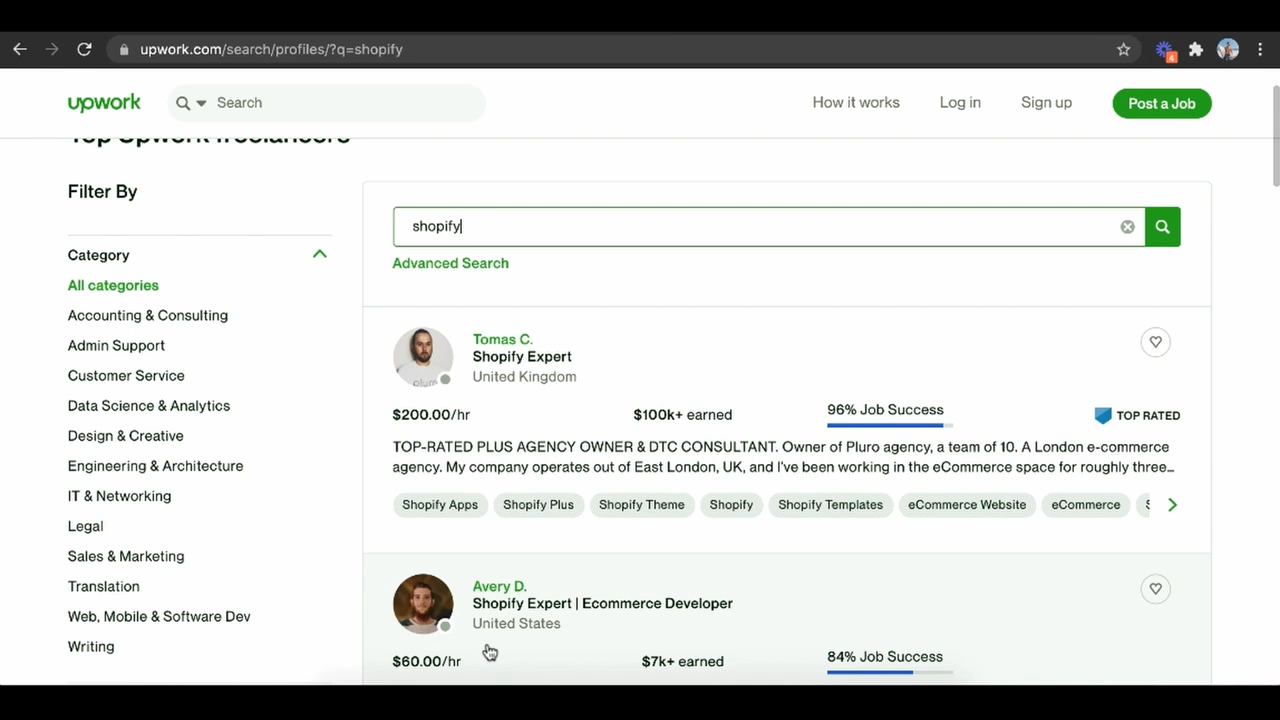 upwork.com/search/profiles/?q=shopify
4
upwork
Search
How it works
Log in
Sign up
Post a Job
Top Upwork freelancers
Filter By
Category
All categories
Accounting & Consulting
Admin Support
Customer Service
Data Science & Analytics
Design & Creative
Engineering & Architecture
IT & Networking
Legal
Sales & Marketing
Translation
Web, Mobile & Software Dev
Writing
shopify
Advanced Search
Tomas C.
Shopify Expert
United Kingdom
$200.00/hr
$100k+ earned
96% Job Success
TOP RATED
TOP-RATED PLUS AGENCY OWNER & DTC CONSULTANT. Owner of Pluro agency, a team of 10. A London e-commerce
agency. My company operates out of East London, UK, and I've been working in the eCommerce space for roughly three...
Shopify Apps
Shopify Plus
Shopify Theme
Shopify
Shopify Templates
eCommerce Website
eCommerce
Avery D.
Shopify Expert | Ecommerce Developer
United States
$60.00/hr
$7k+ earned
84% Job Success